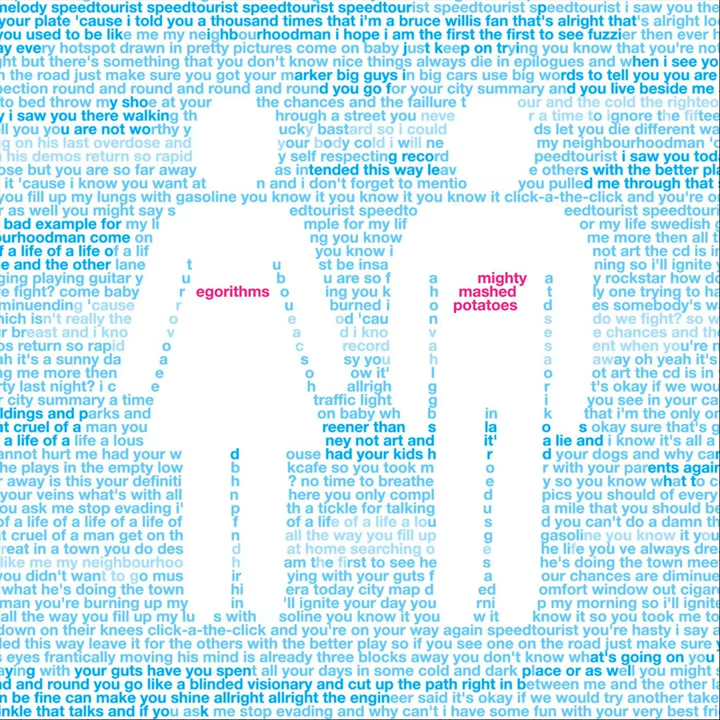 melody speedtourist speedtourist speedtourist speedtourist speedtourist i saw you the
your plate 'cause i told you a thousand times that i'm a bruce willis fan that's alright that's alright lo
you used to be like me my neighbourhoodman i hope i am the first the first to see fuzzier then ever h
ay every hotspot drawn in pretty pictures come on baby just keep on trying you know that you're no
ht but there's something that you don't know nice things always die in epilogues and when i see yo
n the road just make sure you got your marker big guys in big cars use big words to tell you you are
pection round and round and round and round you go for your city summary and you live beside me
to bed throw my shoe at your the chances and the faillure t our and the cold the righteo
y i saw you there walking th hrough a street you neve r a time to ignore the fiftee
ll you you are not worthy y ucky bastard so i could ds let you die different wa
g on his last overdose and your body cold i will ne my neighbourhoodman 'o
his demos return so rapid y self respecting record peedtourist i saw you tod
ose but you are so far away as intended this way leav e others with the better pla
it 'cause i know you want at n and i don't forget to mentio you pulled me through that
you fill up my lungs with gasoline you know it you know it you know it click-a-the-click and you're o
r as well you might say s edtourist speedto eedtourist speedtouri
bad example for my li mple for my lif or my life swedish g
ourhoodman come on ng you know me more then all t
f a life of a life of a lif you know i not art the cd is in
e and the other lane t u st be insa ning so i'll ignite y
ging playing guitar y u b u are so f a mighty a y rockstar how do
we fight? come baby r egorithms o ing you k h mashed t ly one trying to ha
minuending 'cause r u burned i o potatoes d es somebody's w
hich isn't really the o e od 'cau n s do we fight? so w
r breast and i kno v v d i kno v s e chances and th
os return so rapid o c record a a ent when you're m
ah it's a sunny da a s sy you h a away oh yeah it's
ng me more then e o ow it' l o ot art the cd is in
rty last night? i c e h allrigh g r t's okay if we wou
city summary a time traffic light g i you see in your ca
ldings and parks and on baby wh b in k that i'm the only o
at cruel of a man you reener than s la o s okay sure that's g
a life of a life a lous ney not art and it' a lie and i know it's all a
annot hurt me had your w d ouse had your kids h r d your dogs and why can
he plays in the empty low b kcafe so you took m o r with your parents again
r away is this your definiti h ? no time to breathe e y so you know what to c
your veins what's with all n here you only compl d pics you should of every
ou ask me stop evading i' p th a tickle for talking u a mile that you should be
of a life of a life of a life of f of a life of a life a lou s d you can't do a damn th
t cruel of a man get on th n all the way you fill up g gasoline you know it you
reat in a town you do des d at home searching o e he life you've always dre
like me my neighbourhoo h am the first to see he s he's doing the town mee
you didn't want to go mus ir ying with your guts f a our chances are diminue
what he's doing the town hi era today city map d ed omfort window out cigar
man you're burning up my in 'll ignite your day you rni p my morning so i'll ignite
all the way you fill my lu s with soline you know it you w it know it so you took me to
down on their knees click-a-the-click and you're on your way again speedtourist you're hasty i say a
ded this way leave it for the others with the better play so if you see one on the road just make sure y
s eyes frantically moving his mind is already three blocks away you don't know what's going on you
aying with your guts have you spent all your days in some cold and dark place or as well you might s
nd and round you go like a blinded visionary and cut up the path right in between me and the other l
n be fine can make you shine allright allright the engineer said it's okay if we would try another take
inkle that talks and if you ask me stop evading and why can't i have some fun with your very best fri